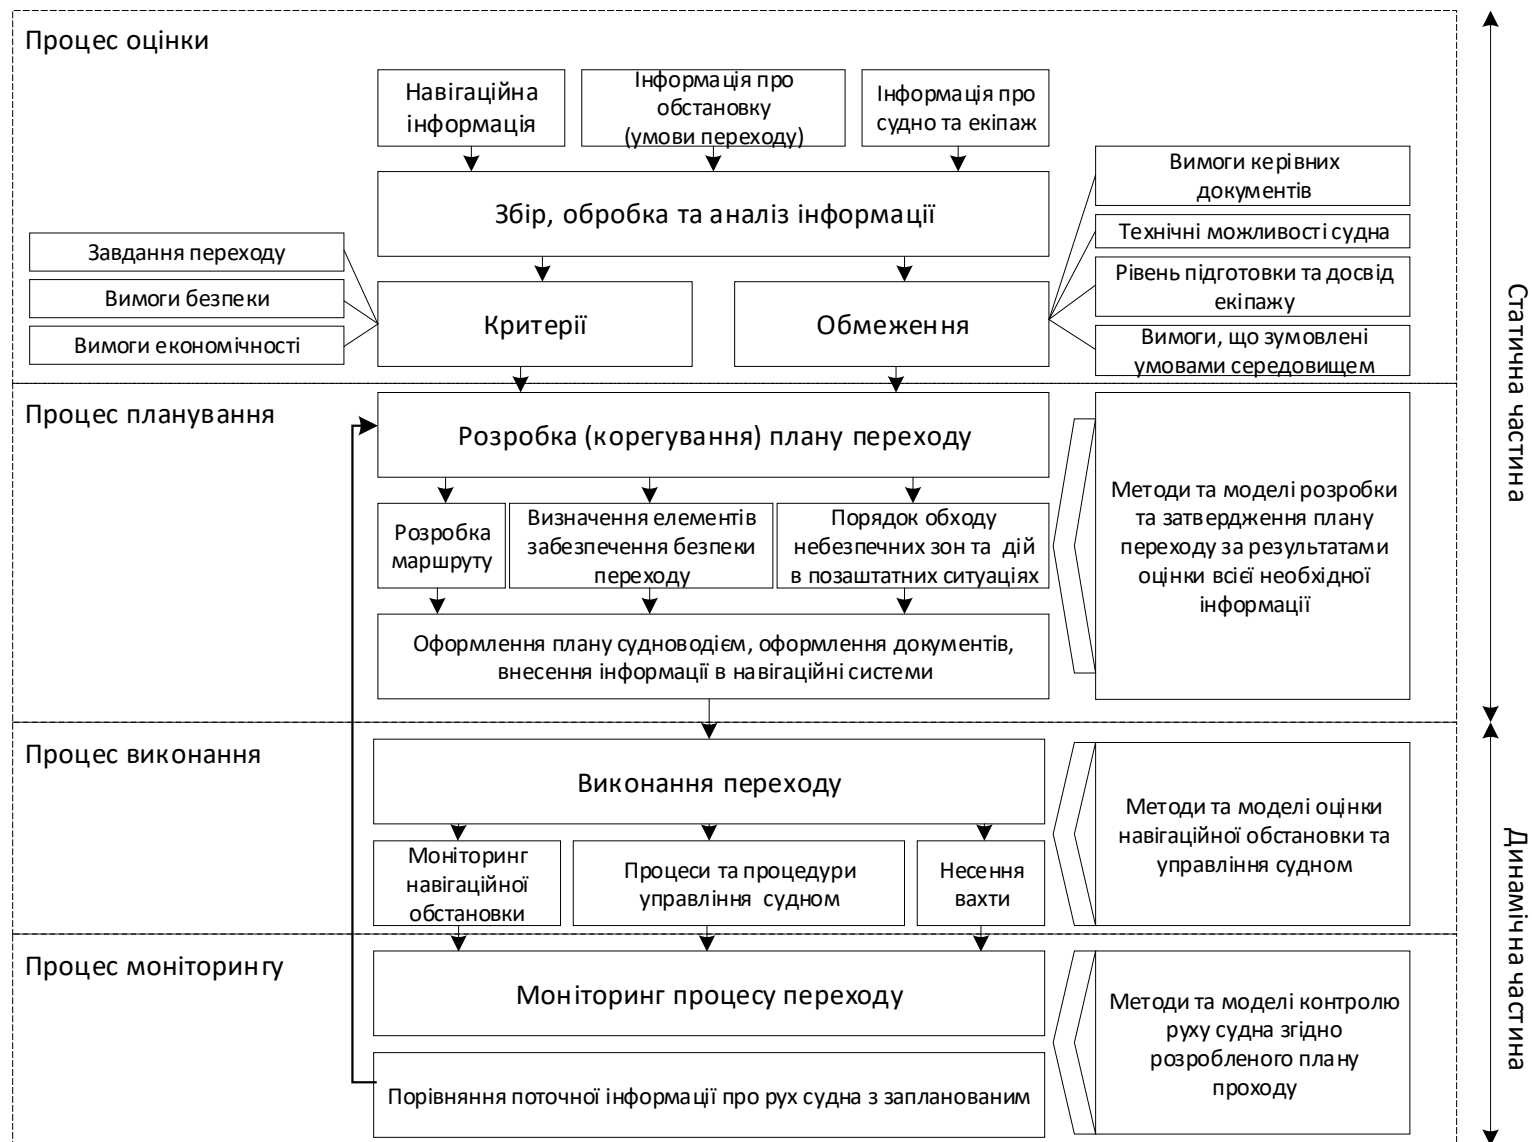 Процес оцінки
Навігаційна
інформація
Інформація про
обстановку
(умови переходу)
Інформація про
судно та екіпаж
Збір, обробка та аналіз інформації
Завдання переходу
Вимоги безпеки
Вимоги економічності
Критерії
Обмеження
Вимоги керівних
документів
Технічні можливості судна
Рівень підготовки та досвід
екіпажу
Вимоги, що зумовлені
умовами середовищем
Статична частина
Процес планування
Розробка (корегування) плану переходу
Розробка
маршруту
Визначення елементів
забезпечення безпеки
переходу
Порядок обходу
небезпечних зон та дій
в позаштатних ситуаціях
Оформлення плану судноводієм, оформлення документів,
внесення інформації в навігаційні системи
Методи та моделі розробки
та затвердження плану
переходу за результатами
оцінки всієї необхідної
інформації
Процес виконання
Виконання переходу
Моніторинг
навігаційної
обстановки
Процеси та процедури
управління судном
Несення
вахти
Методи та моделі оцінки
навігаційної обстановки та
управління судном
Динамічна частина
Процес моніторингу
Моніторинг процесу переходу
Порівняння поточної інформації про рух судна з запланованим
Методи та моделі контролю
руху судна згідно
розробленого плану
проходу